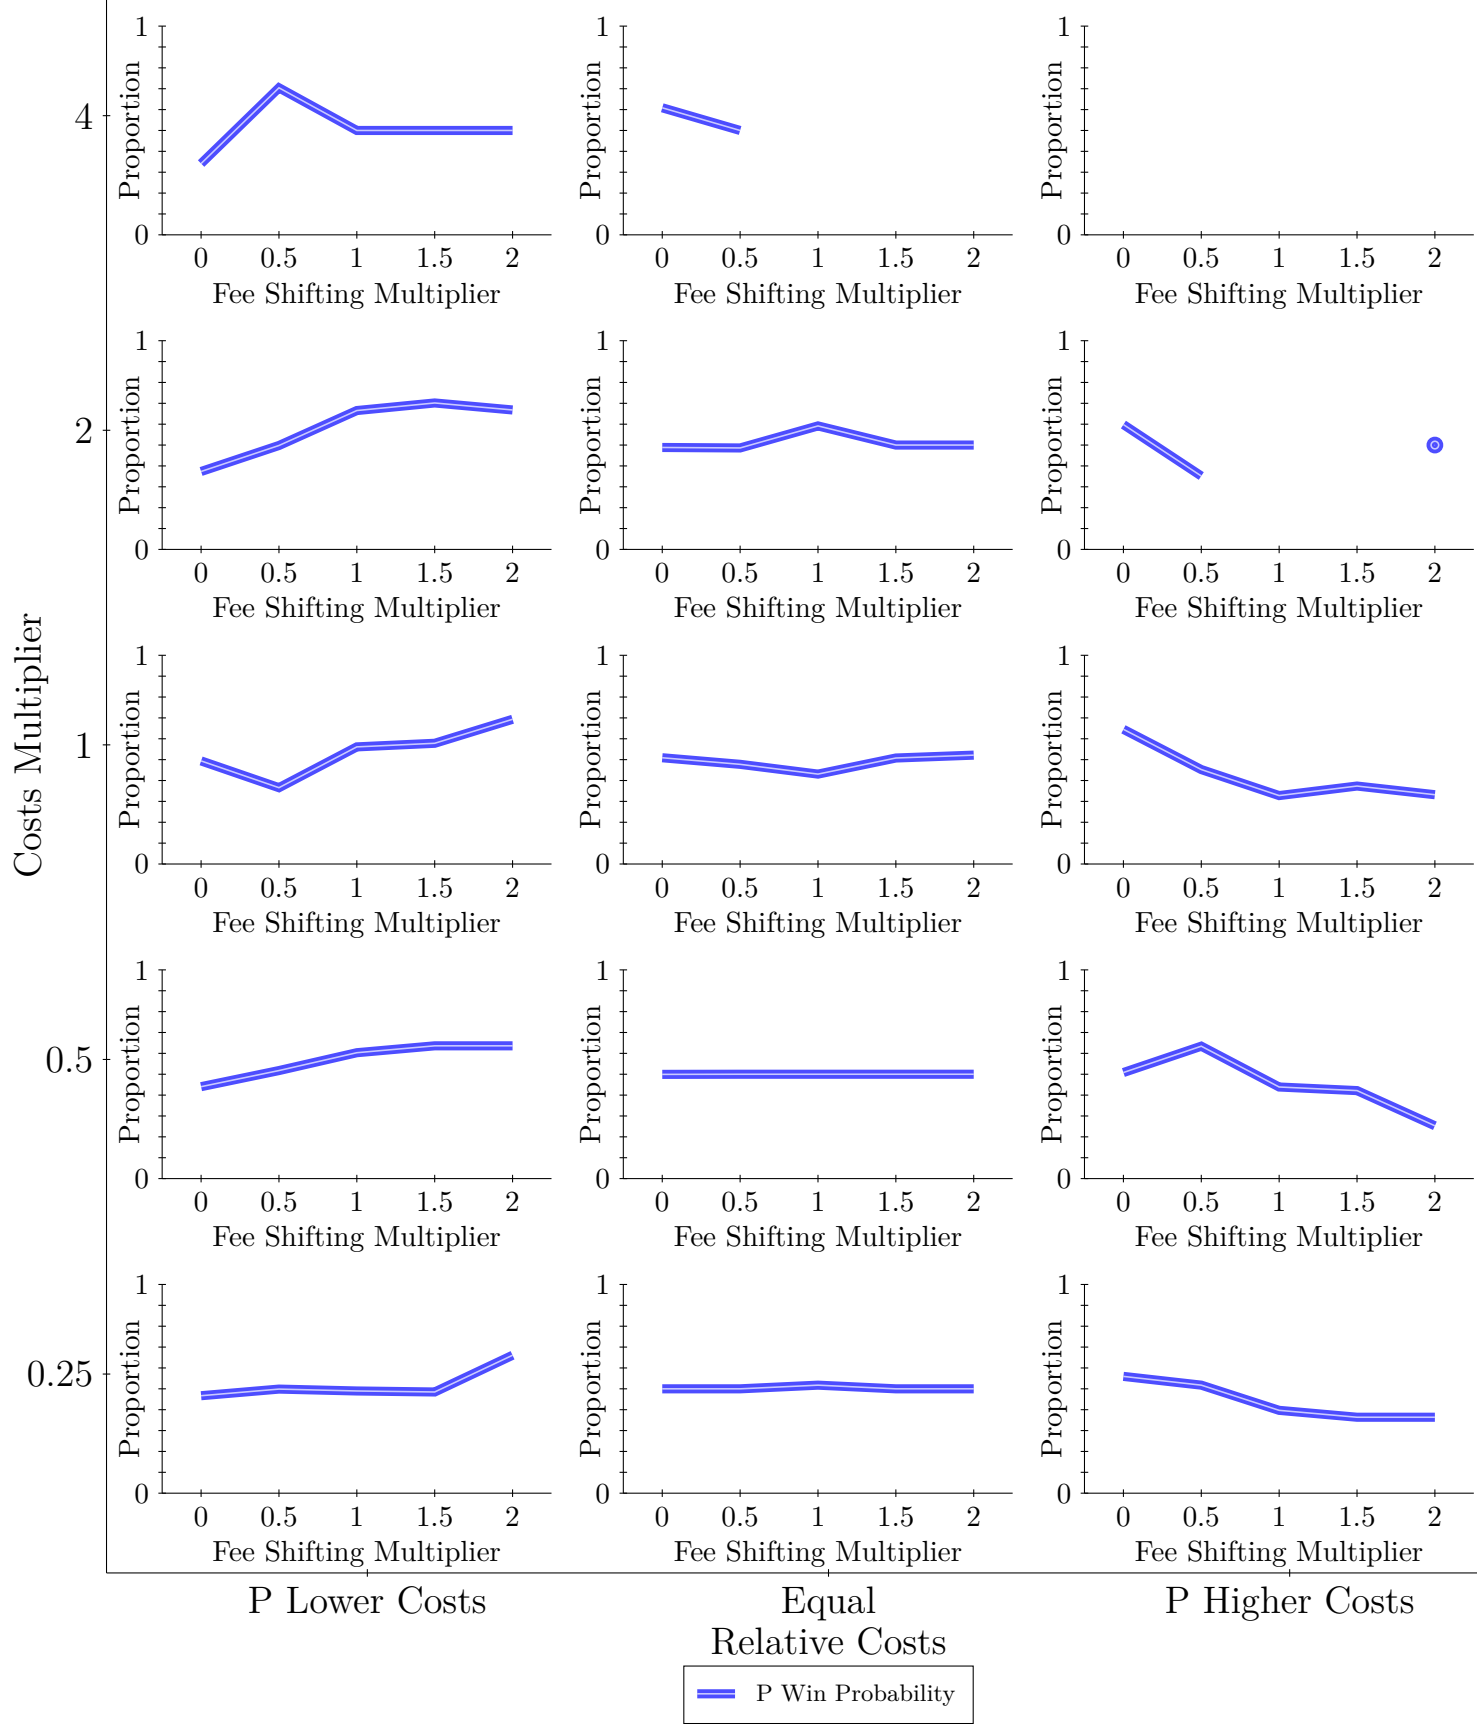 1
Proportion
0
0 0.5 1 1.5 2
Fee Shifting Multiplier
1
Proportion
0
0 0.5 1 1.5 2
Fee Shifting Multiplier
1
Proportion
0
0 0.5 1 1.5 2
Fee Shifting Multiplier
4
1
Proportion
0
0 0.5 1 1.5 2
Fee Shifting Multiplier
1
Proportion
0
0 0.5 1 1.5 2
Fee Shifting Multiplier
1
Proportion
0
0 0.5 1 1.5 2
Fee Shifting Multiplier
2
Costs Multiplier
1
Proportion
0
0 0.5 1 1.5 2
Fee Shifting Multiplier
1
Proportion
0
0 0.5 1 1.5 2
Fee Shifting Multiplier
1
Proportion
0
0 0.5 1 1.5 2
Fee Shifting Multiplier
1
1
Proportion
0
0 0.5 1 1.5 2
Fee Shifting Multiplier
1
Proportion
0
0 0.5 1 1.5 2
Fee Shifting Multiplier
1
Proportion
0
0 0.5 1 1.5 2
Fee Shifting Multiplier
0.5
1
Proportion
0
0 0.5 1 1.5 2
Fee Shifting Multiplier
1
Proportion
0
0 0.5 1 1.5 2
Fee Shifting Multiplier
1
Proportion
0
0 0.5 1 1.5 2
Fee Shifting Multiplier
0.25
P Lower Costs
Equal
P Higher Costs
Relative Costs
P Win Probability